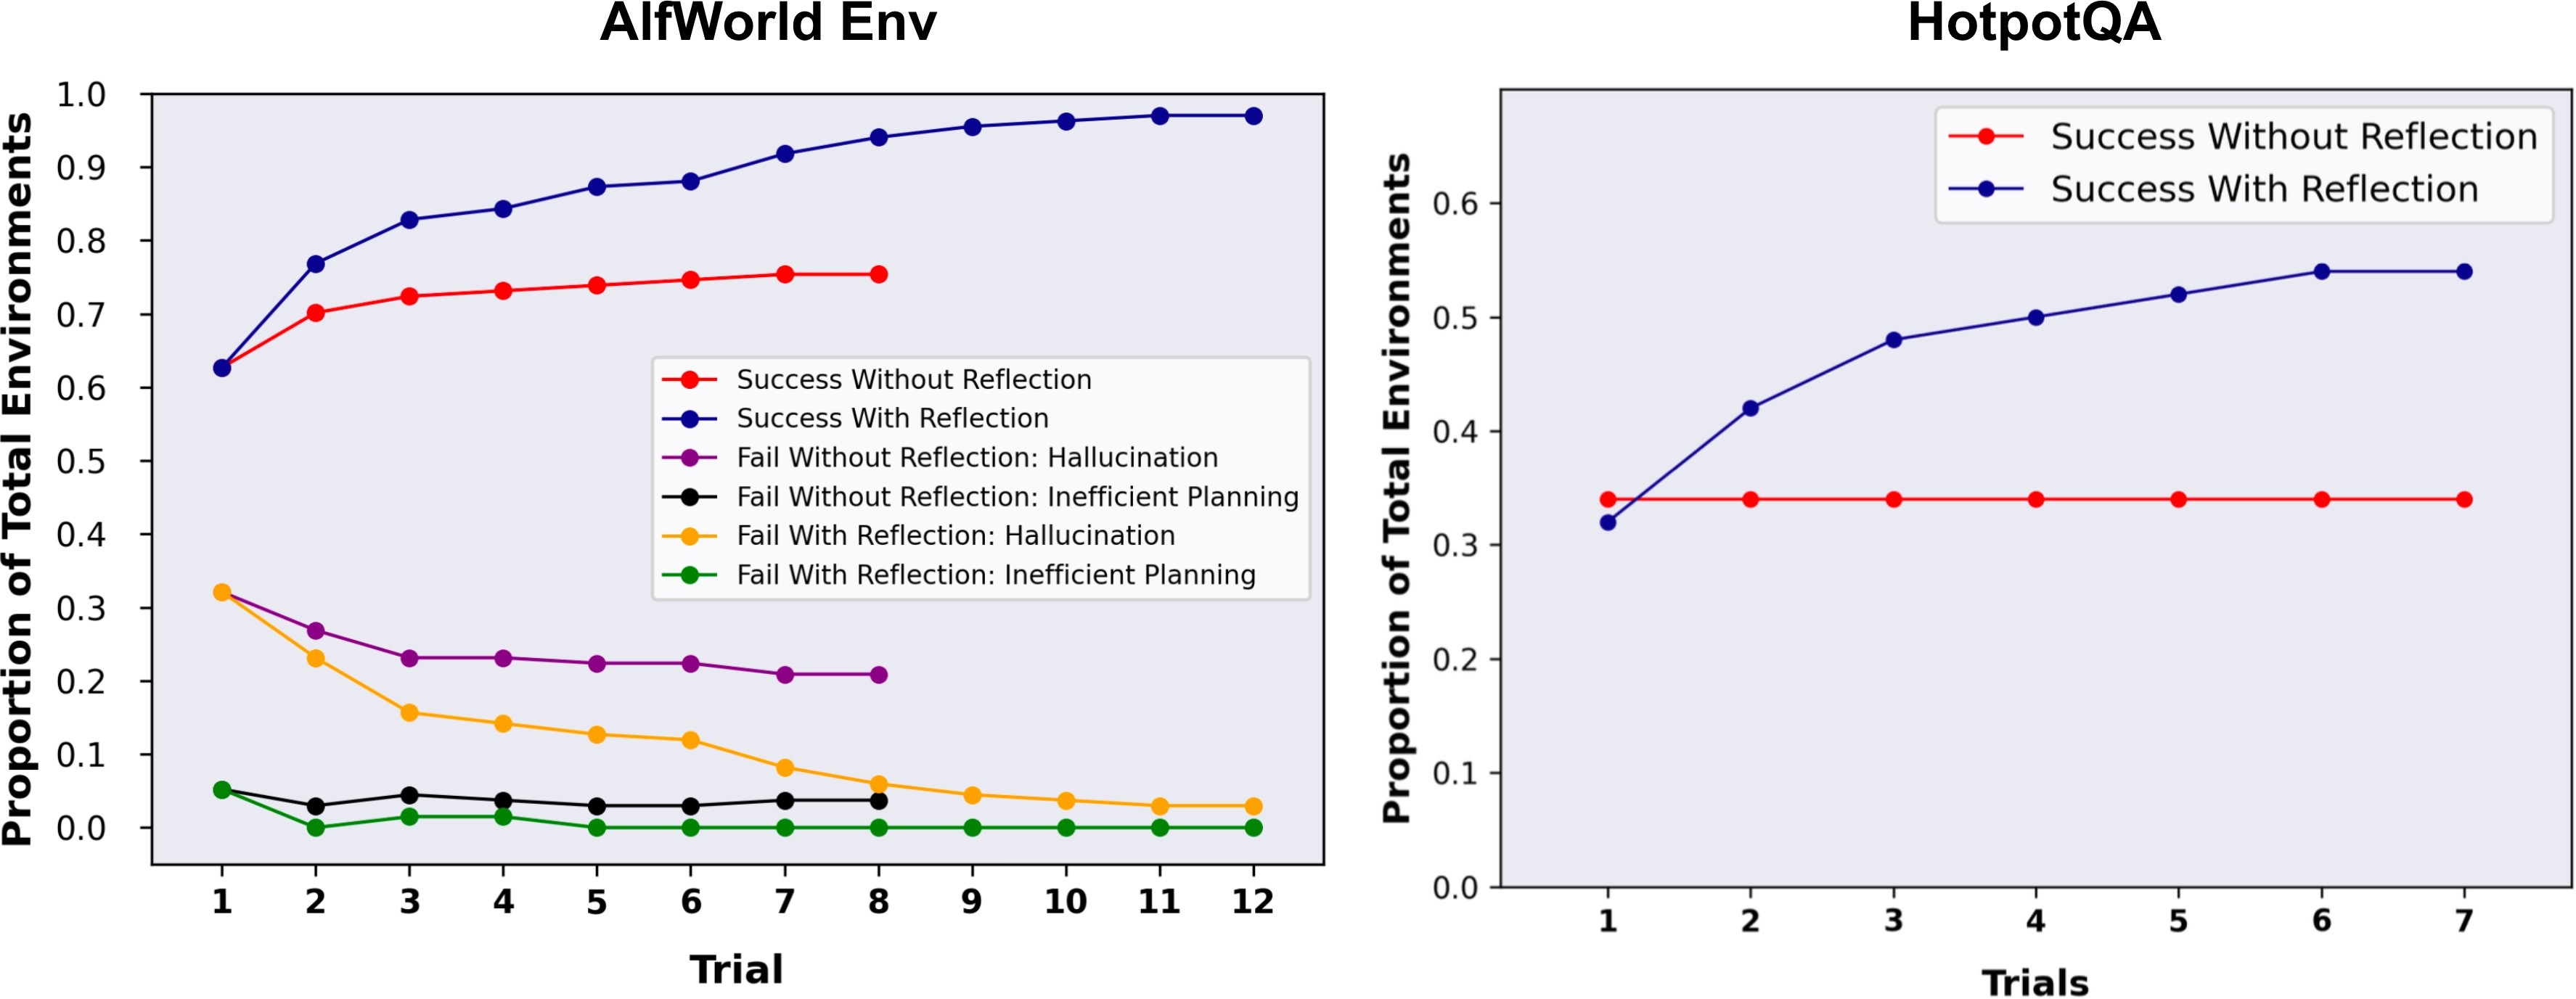 AlfWorld Env
Proportion of Total Environments
1.0
0.9
0.8
0.7
0.6
0.5
0.4
0.3
0.2
0.1
0.0
Success Without Reflection
Success With Reflection
Fail Without Reflection: Hallucination
Fail Without Reflection: Inefficient Planning
Fail With Reflection: Hallucination
Fail With Reflection: Inefficient Planning
1 2 3 4 5 6 7 8 9 10 11 12
Trial
HotpotQA
Proportion of Total Environments
Success Without Reflection
Success With Reflection
0.6
0.5
0.4
0.3
0.2
0.1
0.0
1 2 3 4 5 6 7
Trials